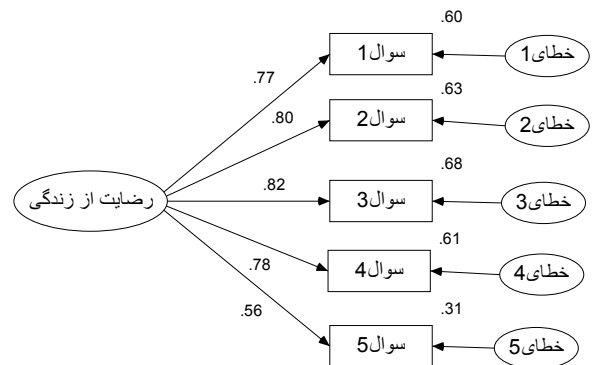 .60
سوال1
خطای1
.77
.63
سوال2
خطای2
.80
.68
رضایت از زندگی
.82
سوال3
خطای3
.61
سوال4
خطای4
.78
.56
.31
سوال5
خطای5